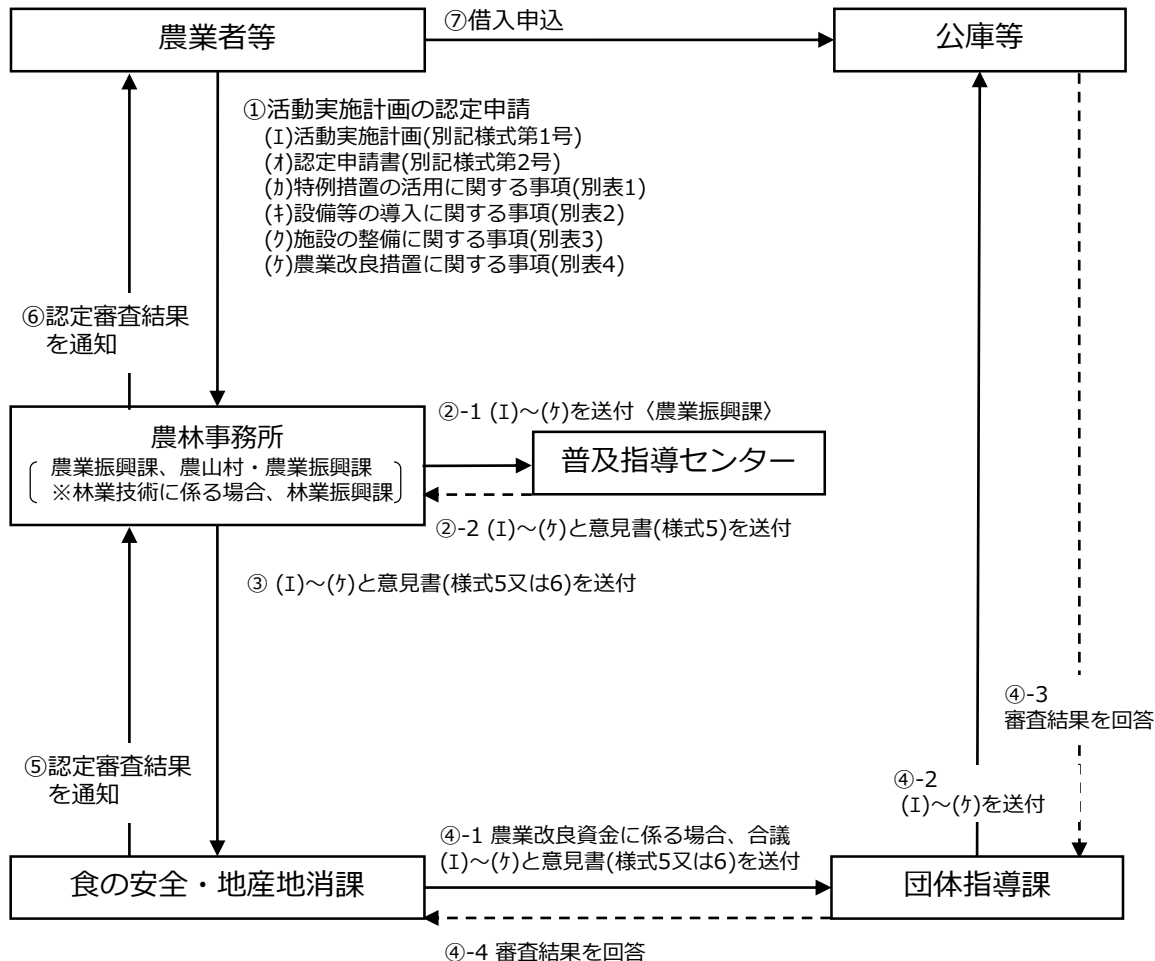 農業者等
⑦借入申込
公庫等
①活動実施計画の認定申請
(ｴ)活動実施計画(別記様式第1号)
(ｵ)認定申請書(別記様式第2号)
(ｶ)特例措置の活用に関する事項(別表1)
(ｷ)設備等の導入に関する事項(別表2)
(ｸ)施設の整備に関する事項(別表3)
(ｹ)農業改良措置に関する事項(別表4)
⑥認定審査結果
を通知
農林事務所
農業振興課、農山村・農業振興課
※林業技術に係る場合、林業振興課
②-1 (ｴ)～(ｹ)を送付〈農業振興課〉
普及指導センター
②-2 (ｴ)～(ｹ)と意見書(様式5)を送付
③ (ｴ)～(ｹ)と意見書(様式5又は6)を送付
④-3
審査結果を回答
⑤認定審査結果
を通知
④-2
(ｴ)～(ｹ)を送付
④-1 農業改良資金に係る場合、合議
(ｴ)～(ｹ)と意見書(様式5又は6)を送付
食の安全・地産地消課
団体指導課
④-4 審査結果を回答